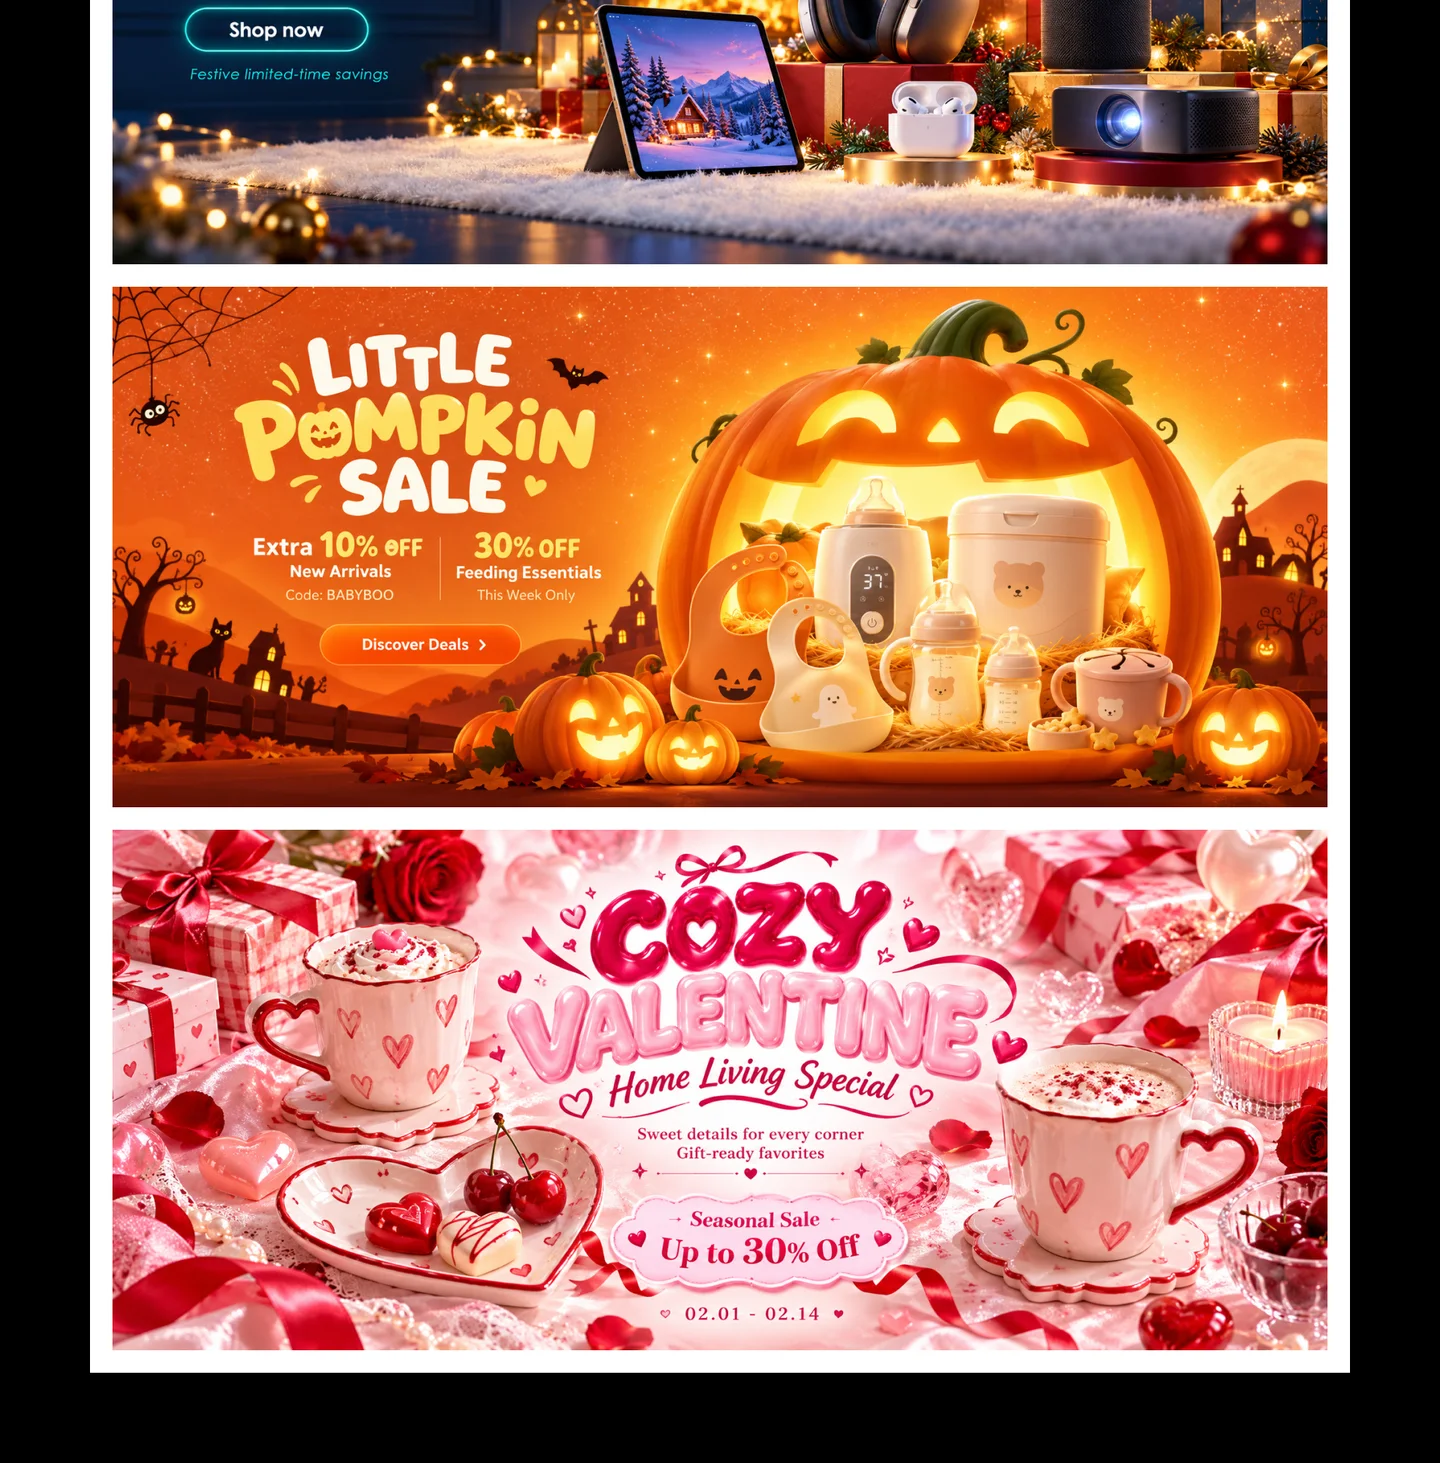 Shop now
Festive limited-time savings
LITTLE
POMPKIN
SALE
Extra 10% OFF
New Arrivals
Code: BABYBOO
30% OFF
Feeding Essentials
This Week Only
Discover Deals
37
COZY
VALENTINE
Home Living Special
Sweet details for every corner
Gift-ready favorites
Seasonal Sale
Up to 30% Off
02.01 - 02.14